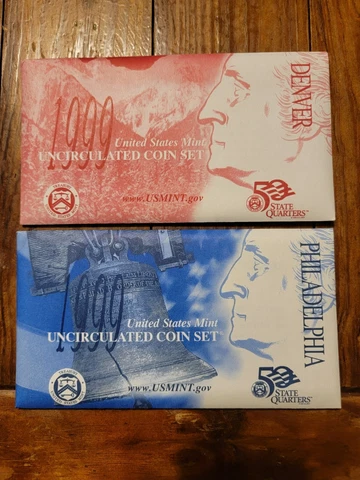 DENVER
1999
United States Mint
UNCIRCULATED COIN SET
www.USMINT.gov
50
STATE
QUARTERS
PHILADELPHIA
1999
United States Mint
UNCIRCULATED COIN SET
www.USMINT.gov
50
STATE
QUARTERS